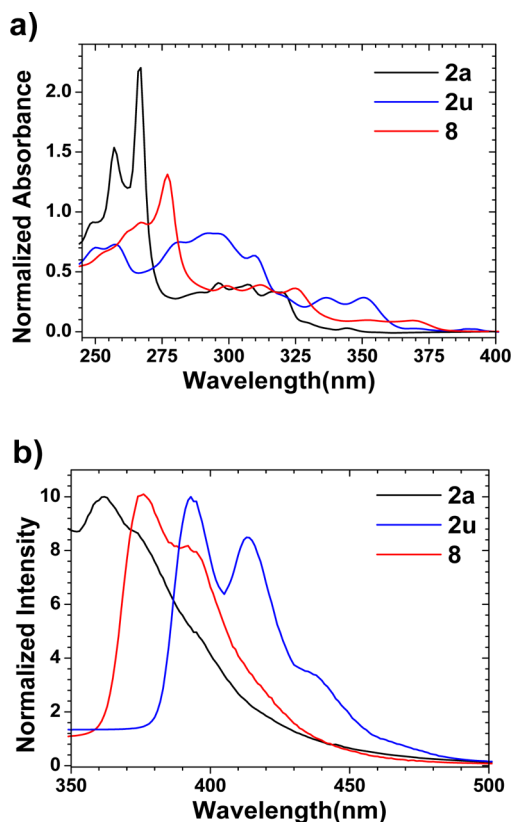 a)
Normalized Absorbance
2.0
1.5
1.0
0.5
0.0
2a
2u
8
250 275 300 325 350 375 400
Wavelength(nm)
b)
Normalized Intensity
10
8
6
4
2
0
2a
2u
8
350 400 450 500
Wavelength(nm)